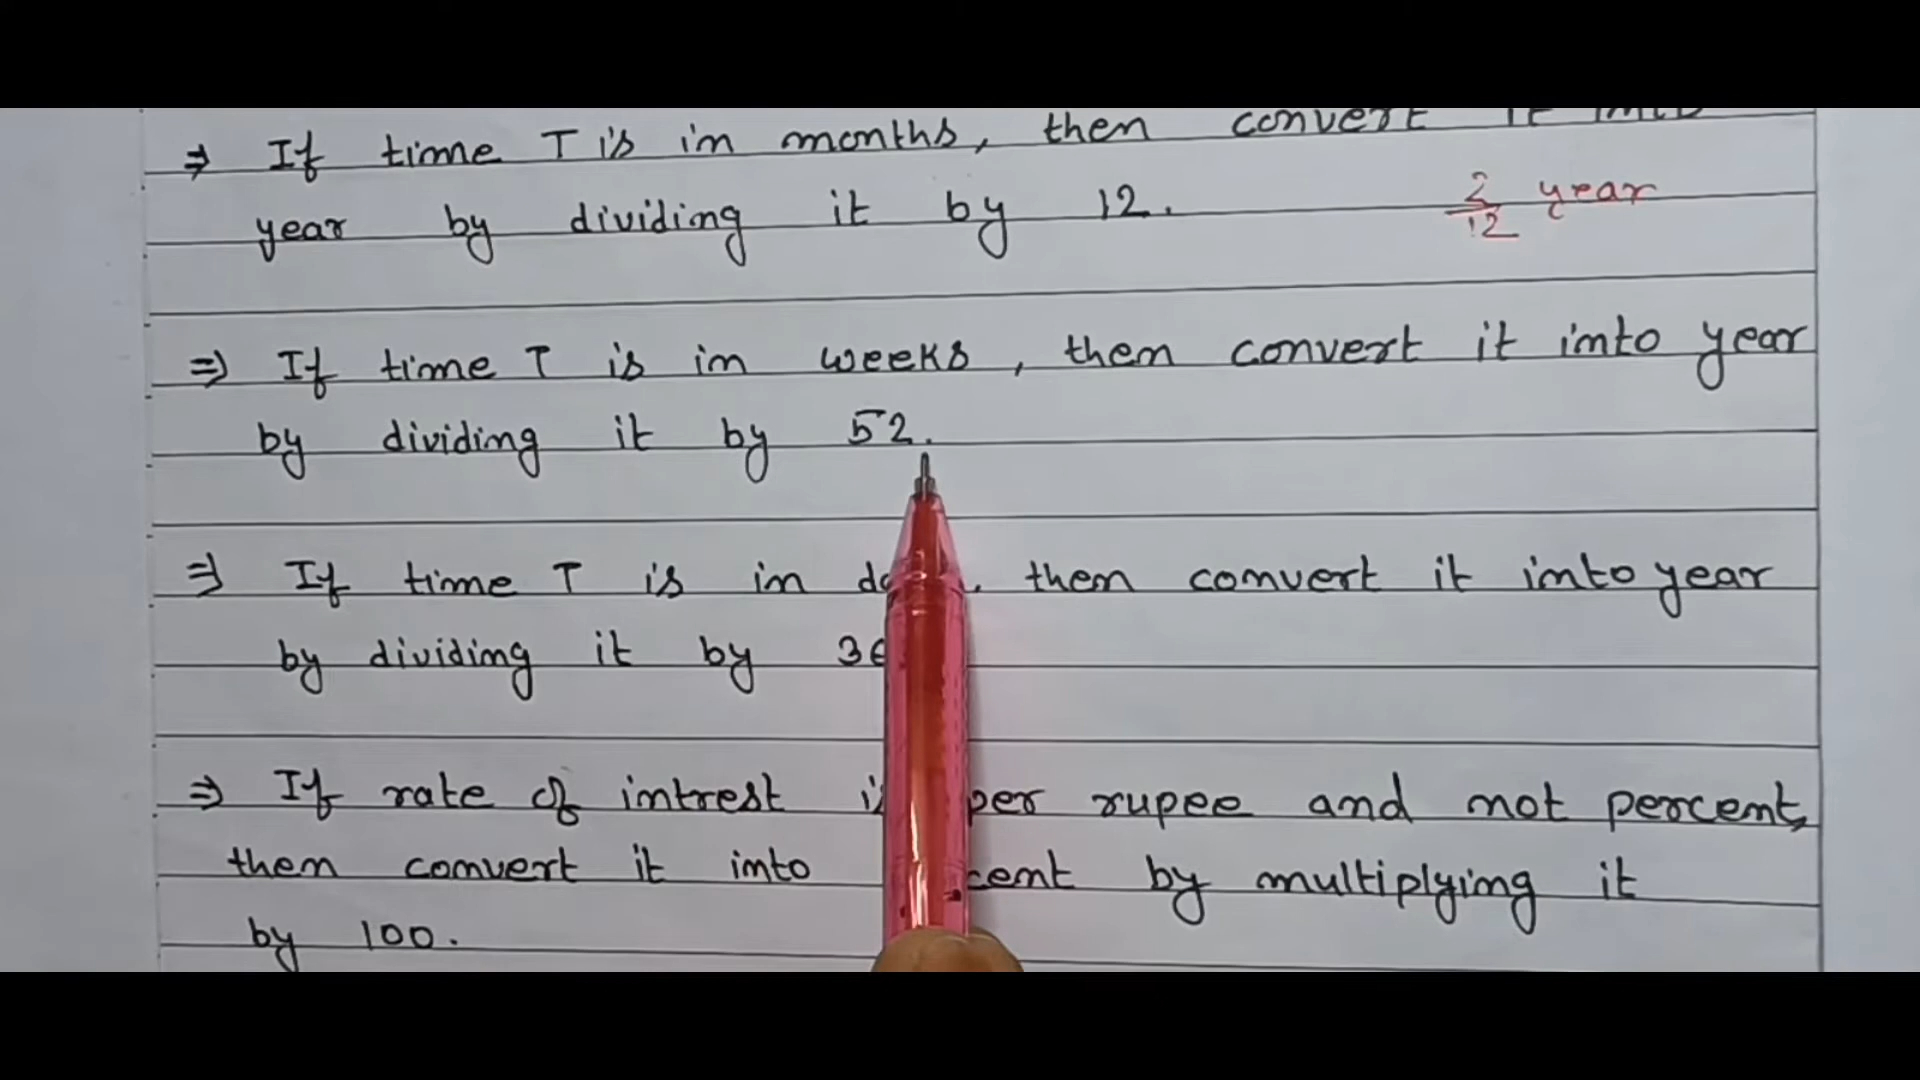 ⇒ If time T is in months, then convert it into
year by dividing it by 12. 2/12 year
⇒ If time T is in weeks, then convert it into year
by dividing it by 52.
⇒ If time T is in then convert it into year
by dividing it by
⇒ If rate of intrest per rupee and not percent,
then convert it into by multiplying it
by 100.